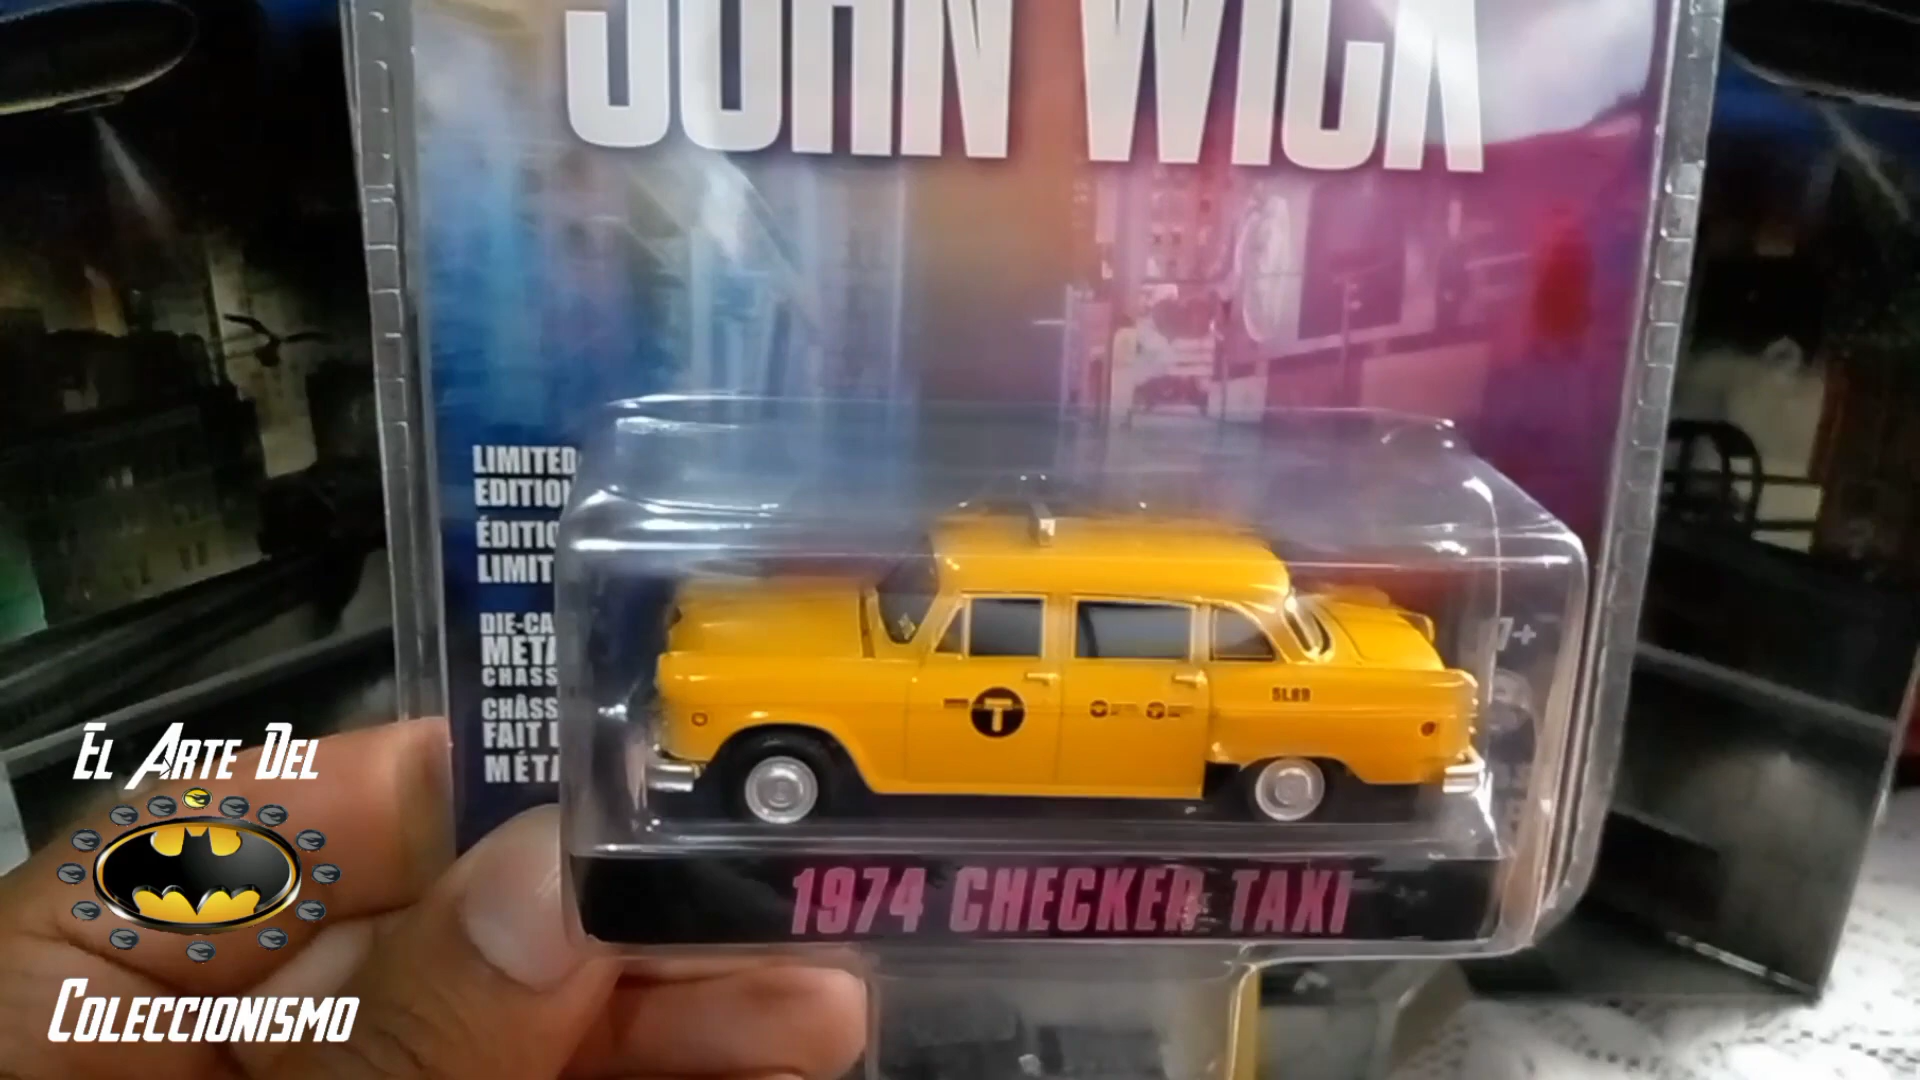 JOHN WICK
LIMITED
EDITION
ÉDITIO
LIMIT
DIE-CA
META
CHASS
CHÂSS
FAIT
MÉTA
7+
T
5L89
1974 CHECKER TAXI
EL ARTE DEL
COLECCIONISMO